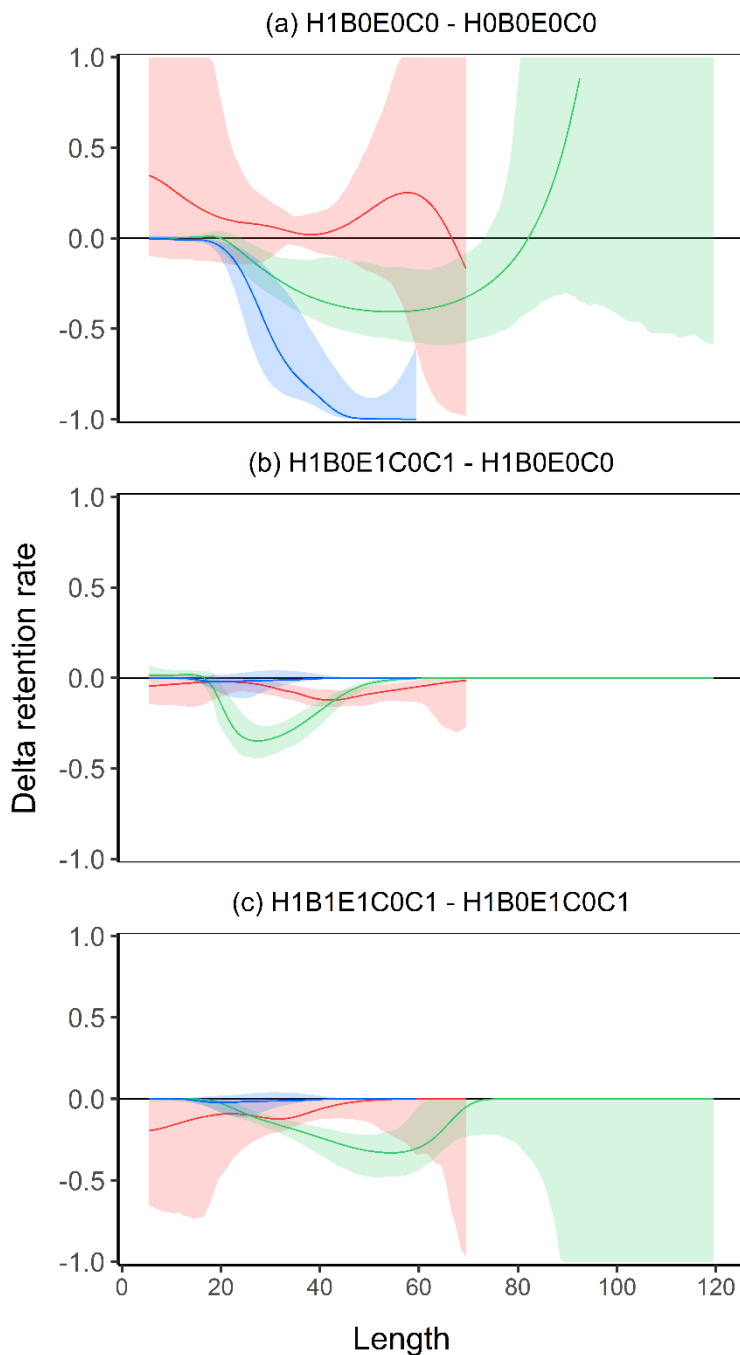 (a) H1B0E0C0 - H0B0E0C0
1.0
0.5
0.0
-0.5
-1.0
(b) H1B0E1C0C1 - H1B0E0C0
1.0
0.5
0.0
-0.5
-1.0
Delta retention rate
(c) H1B1E1C0C1 - H1B0E1C0C1
1.0
0.5
0.0
-0.5
-1.0
0 20 40 60 80 100 120
Length